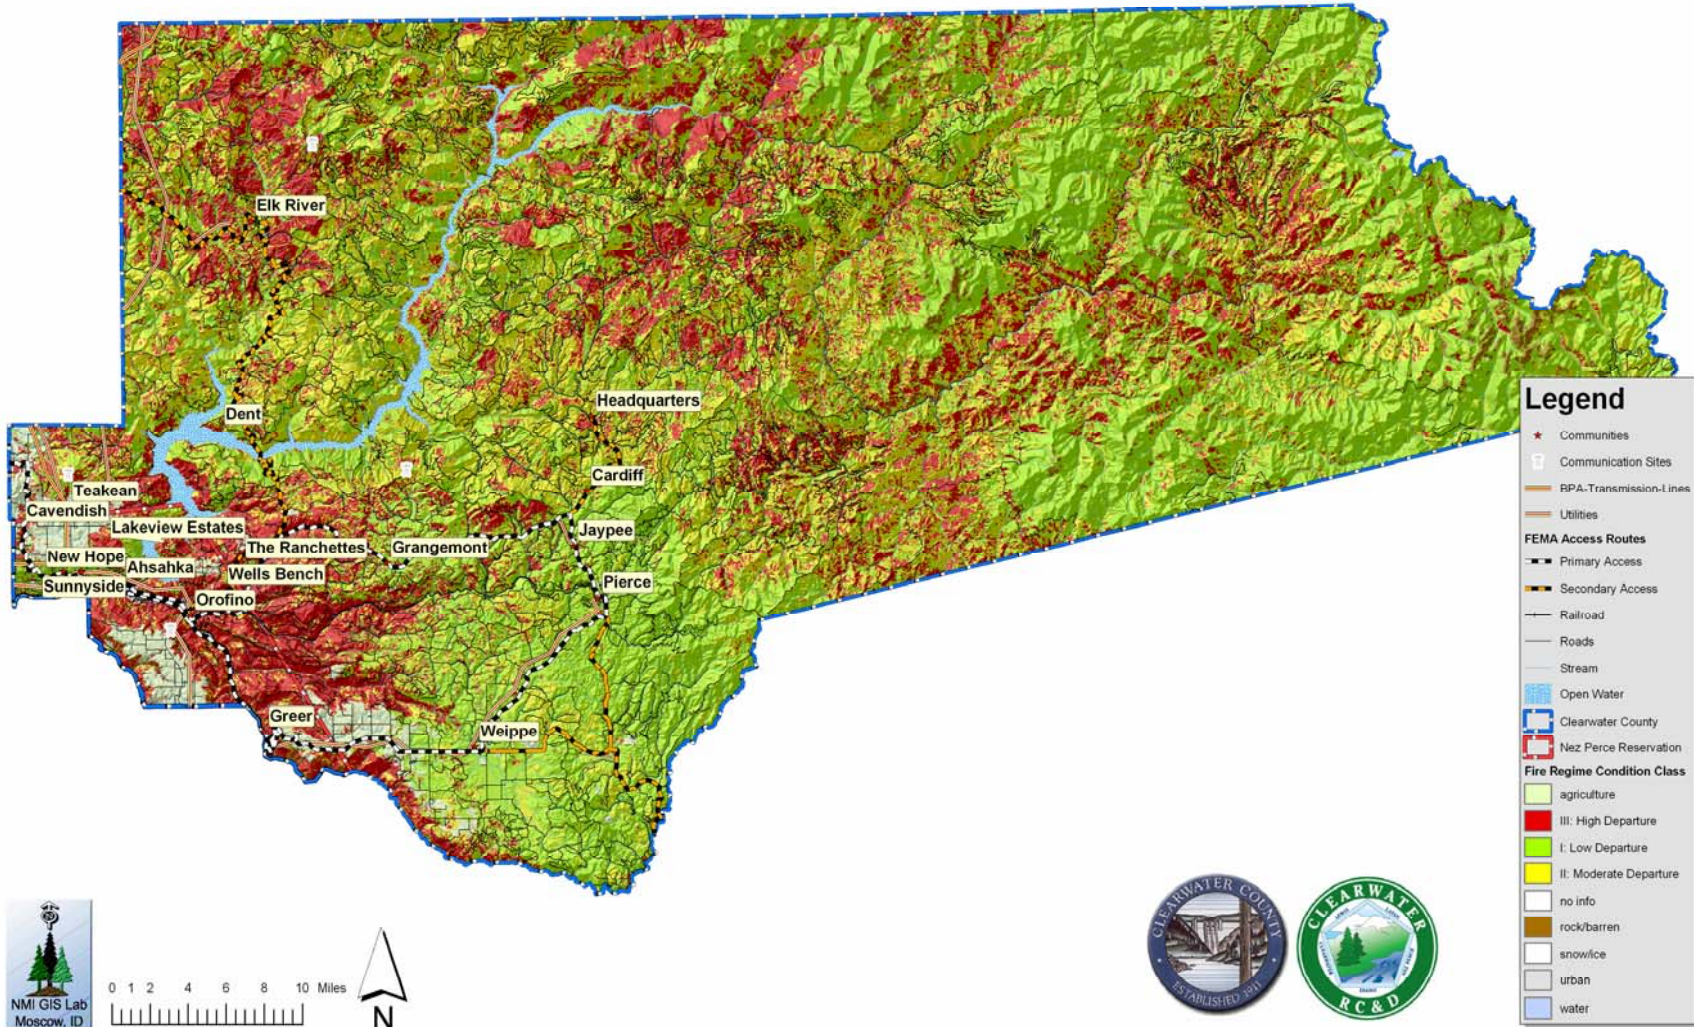 Elk River
Dent
Headquarters
Cardiff
Teakean
Cavendish
Lakeview Estates
Jaypee
New Hope
The Ranchettes
Grangemont
Ahsahka
Wells Bench
Sunnyside
Pierce
Orofino
Greer
Weippe
Legend
Communities
Communication Sites
BPA-Transmission-Lines
Utilities
FEMA Access Routes
Primary Access
Secondary Access
Railroad
Roads
Stream
Open Water
Clearwater County
Nez Perce Reservation
Fire Regime Condition Class
agriculture
III: High Departure
I: Low Departure
II: Moderate Departure
no info
rock/barren
snow/ice
urban
water
NMI GIS Lab
Moscow, ID
0 1 2 4 6 8 10 Miles
N
CLEARWATER COUNTY
ESTABLISHED 1911
CLEARWATER
LEWIS
IDAHO
RC&D